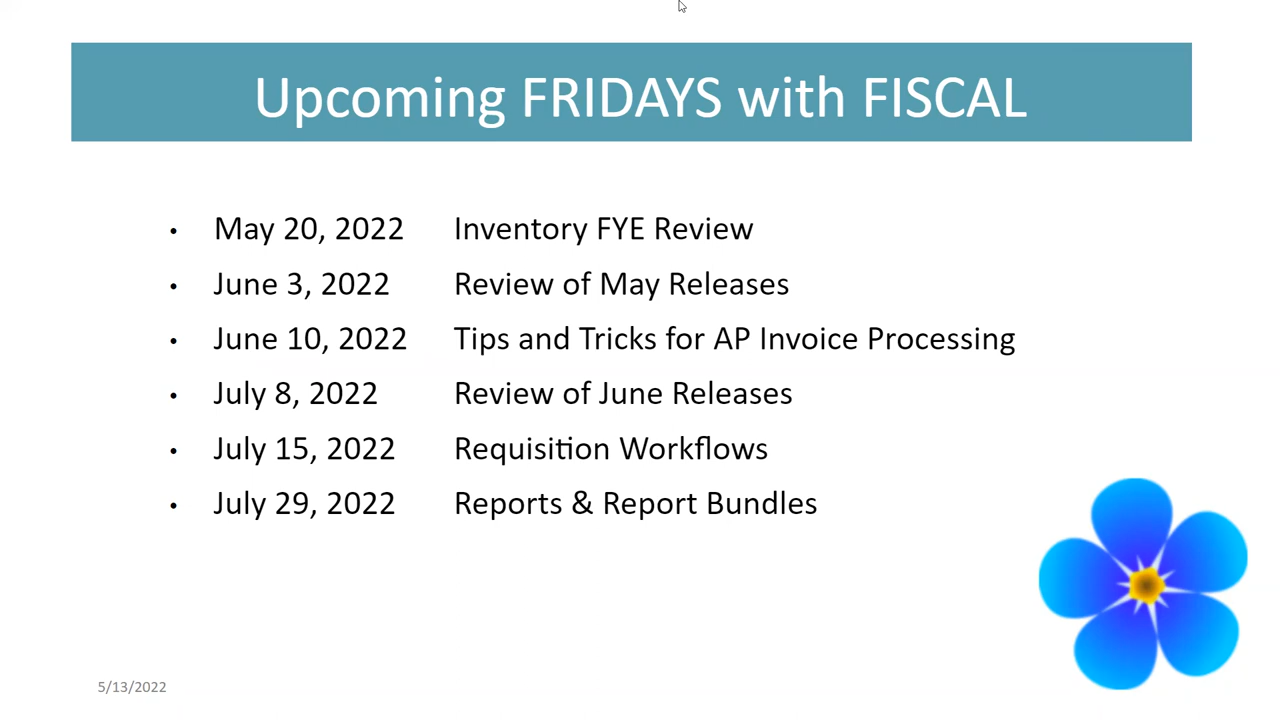 Upcoming FRIDAYS with FISCAL
• May 20, 2022 Inventory FYE Review
• June 3, 2022 Review of May Releases
• June 10, 2022 Tips and Tricks for AP Invoice Processing
• July 8, 2022 Review of June Releases
• July 15, 2022 Requisition Workflows
• July 29, 2022 Reports & Report Bundles
5/13/2022